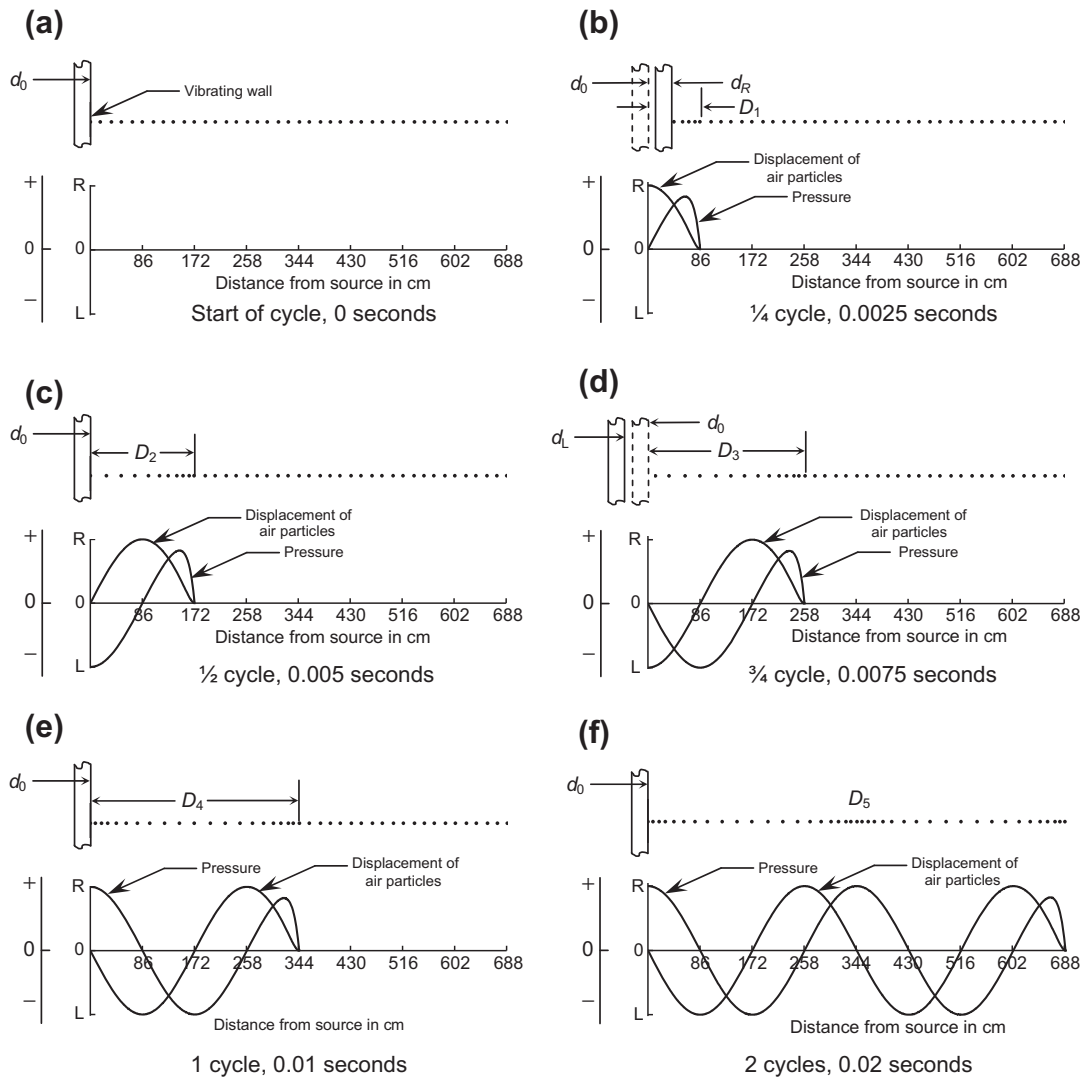 (a)
d0
Vibrating wall
+
0
−
R
0
L
86 172 258 344 430 516 602 688
Distance from source in cm
Start of cycle, 0 seconds
(b)
d0
dR
D1
Displacement of
air particles
Pressure
+
0
−
R
0
L
86 172 258 344 430 516 602 688
Distance from source in cm
¼ cycle, 0.0025 seconds
(c)
d0
D2
Displacement of
air particles
Pressure
+
0
−
R
0
L
86 172 258 344 430 516 602 688
Distance from source in cm
½ cycle, 0.005 seconds
(d)
dL
d0
D3
Displacement of
air particles
Pressure
+
0
−
R
0
L
86 172 258 344 430 516 602 688
Distance from source in cm
¾ cycle, 0.0075 seconds
(e)
d0
D4
Pressure
Displacement of
air particles
+
0
−
R
0
L
86 172 258 344 430 516 602 688
Distance from source in cm
1 cycle, 0.01 seconds
(f)
d0
D5
Pressure
Displacement of
air particles
+
0
−
R
0
L
86 172 258 344 430 516 602 688
Distance from source in cm
2 cycles, 0.02 seconds